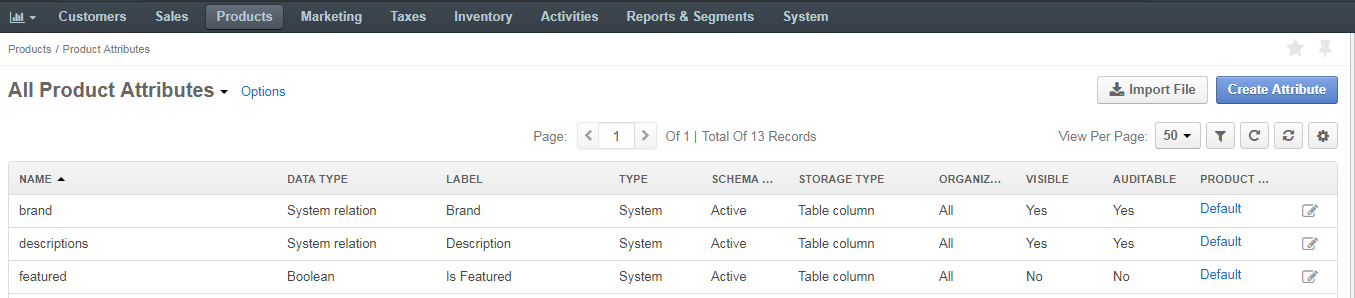 Customers Sales Products Marketing Taxes Inventory Activities Reports & Segments System
Products / Product Attributes
All Product Attributes Options Import File Create Attribute
Page: 1 Of 1 | Total Of 13 Records View Per Page: 50
NAME DATA TYPE LABEL TYPE SCHEMA ... STORAGE TYPE ORGANIZ... VISIBLE AUDITABLE PRODUCT ...
brand System relation Brand System Active Table column All Yes Yes Default
descriptions System relation Description System Active Table column All Yes Yes Default
featured Boolean Is Featured System Active Table column All No No Default